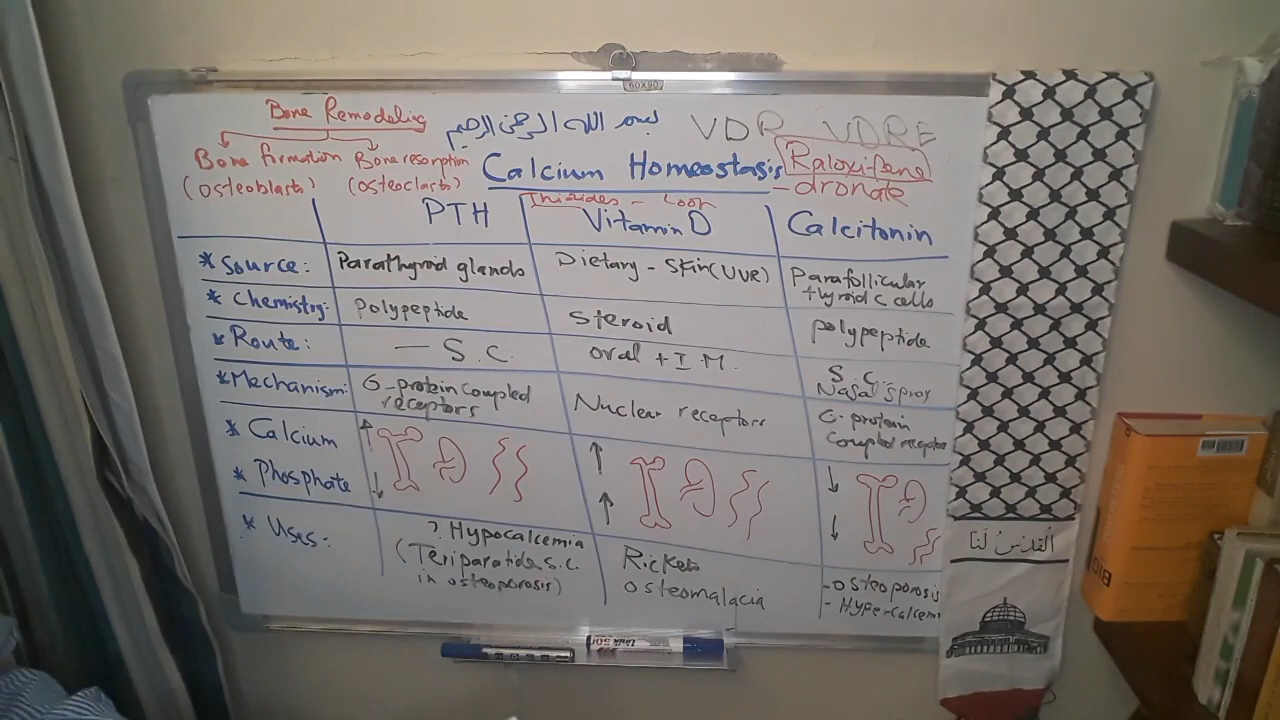 60x90
Bone Remodeling
بسم الله الرحمن الرحيم
VDR VDRE
Bone formation Bone resorption
(osteoblasts) (osteoclasts)
Calcium Homeostasis
Raloxifene
-dronate
Thiazides - Loop
PTH Vitamin D Calcitonin
* Source: Parathyroid glands Dietary - Skin (UVR) Parafollicular
thyroid C cells
* Chemistry: Polypeptide Steroid polypeptide
* Route: — S.C. oral + I.M. S.C.
Nasal spray
* Mechanism: G-protein coupled
receptors
Nuclear receptors
G-protein
coupled receptor
* Calcium ↑ ↑ ↓
* Phosphate ↓ ↑ ↓
* Uses: ? Hypocalcemia
(Teriparatide s.c.
in osteoporosis)
Rickets
osteomalacia
- osteoporosis
- Hypercalcemi
القدس لنا
BIG